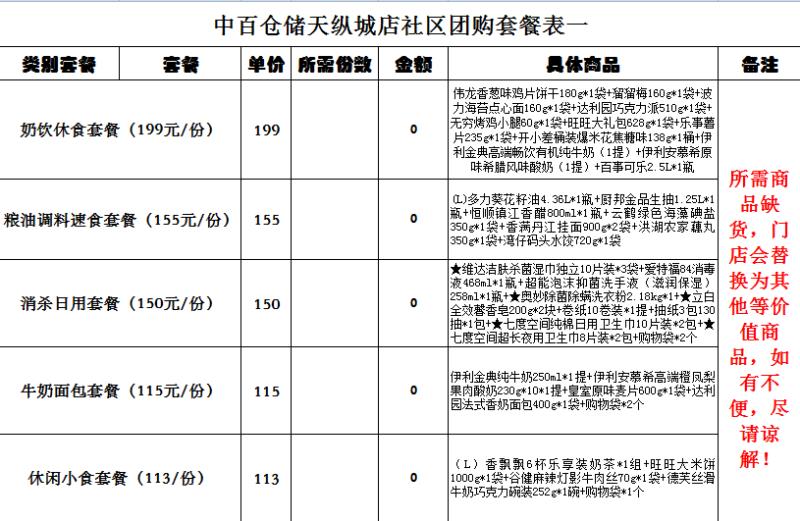 中百仓储天纵城店社区团购套餐表一
类别套餐 套餐 单价 所需份数 金额 具体商品 备注
奶饮休食套餐（199元/份） 199 0
伟龙香葱味鸡片饼干180g*1袋+溜溜梅160g*1袋+波
力海苔点心面160g*1袋+达利园巧克力派510g*1袋+
无穷烤鸡小腿60g*1袋+旺旺大礼包628g*1袋+乐事薯
片235g*1袋+开小差桶装爆米花焦糖味138g*1桶+伊
利金典高端畅饮有机纯牛奶（1提）+伊利安慕希原
味希腊风味酸奶（1提）+百事可乐2.5L*1瓶
粮油调料速食套餐（155元/份） 155 0
(L)多力葵花籽油4.36L*1瓶+厨邦金品生抽1.25L*1
瓶+恒顺镇江香醋800ml*1瓶+云鹤绿色海藻碘盐
350g*1袋+香满丹江挂面900g*2袋+洪湖农家藕丸
350g*1袋+湾仔码头水饺720g*1袋
消杀日用套餐（150元/份） 150 0
★维达洁肤杀菌湿巾独立10片装*3袋+爱特福84消毒
液468ml*1瓶+超能泡沫抑菌洗手液（滋润保湿）
258ml*1瓶+★奥妙除菌除螨洗衣粉2.18kg*1+★立白
全效馨香皂200g*2块+卷纸10卷装*1提+抽纸3包130
抽*1包+★七度空间纯棉日用卫生巾10片装*2包+★
七度空间超长夜用卫生巾8片装*2包+购物袋*2个
牛奶面包套餐（115元/份） 115 0
伊利金典纯牛奶250ml*1提+伊利安慕希高端橙凤梨
果肉酸奶230g*10*1提+皇室原味麦片600g*1袋+达利
园法式香奶面包400g*1袋+购物袋*2个
休闲小食套餐（113/份） 113 0
（L）香飘飘6杯乐享装奶茶*1组+旺旺大米饼
1000g*1袋+谷健麻辣灯影牛肉丝70g*1袋+德芙丝滑
牛奶巧克力碗装252g*1碗+购物袋*1个
所需商
品缺
货，门
店会替
换为其
他等价
值商
品，如
有不
便，尽
请谅
解！